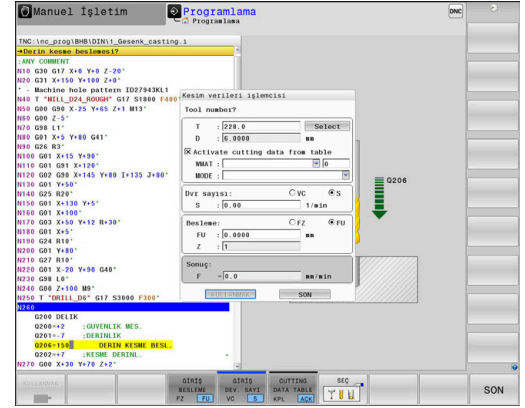 Manuel İşletim
Programlama
Programlama
DNC
TNC:\nc_prog\BHB\DIN\1_Gesenk_casting.i
→Derin kesme beslemesi?
;ANY COMMENT
N10 G30 G17 X+0 Y+0 Z-20*
N20 G31 X+150 Y+100 Z+0*
* - Machine hole pattern ID27943KL1
N40 T "MILL_D24_ROUGH" G17 S1800 F400*
N50 G00 G90 X-25 Y+65 Z+1 M13*
N60 G00 Z-5*
N70 G98 L1*
N80 G01 X+5 Y+80 G41*
N90 G26 R3*
N100 G01 X+15 Y+90*
N110 G01 G91 X+120*
N120 G02 G90 X+145 Y+80 I+135 J+80*
N130 G01 Y+50*
N140 G25 R20*
N150 G01 X+130 Y+5*
N160 G01 X+100*
N170 G03 X+50 Y+12 R+30*
N180 G01 X+5*
N190 G24 R10*
N200 G01 Y+80*
N210 G27 R10*
N220 G01 X-20 Y+90 G40*
N230 G98 L0*
N240 G00 Z+100 M9*
N250 T "DRILL_D6" G17 S3000 F300*
N260
G200 DELIK
Q200=+2 ;GUVENLIK MES.
Q201=-7 ;DERINLIK
Q206=150 DERIN KESME BESL.
Q202=+7 ;KESME DERINL.
N270 G00 X+30 Y+70 Z+2*
Kesim verileri işlemcisi
Tool number?
T : 228.0 Select
D : 6.0000 mm
Activate cutting data from table
WMAT : 0
MODE :
Dvr sayısı: VC S
S : 0.00 1/min
Besleme: FZ FU
FU : 0.0000 mm
Z : 1
Sonuç:
F = 0.0 mm/min
KULLANMAK SON
Q206
KULLANMAK
GİRİŞ BESLEME FZ FU
GİRİŞ DEV. SAYI VC S
CUTTING DATA TABLE KPL ACK
SEÇ
SON